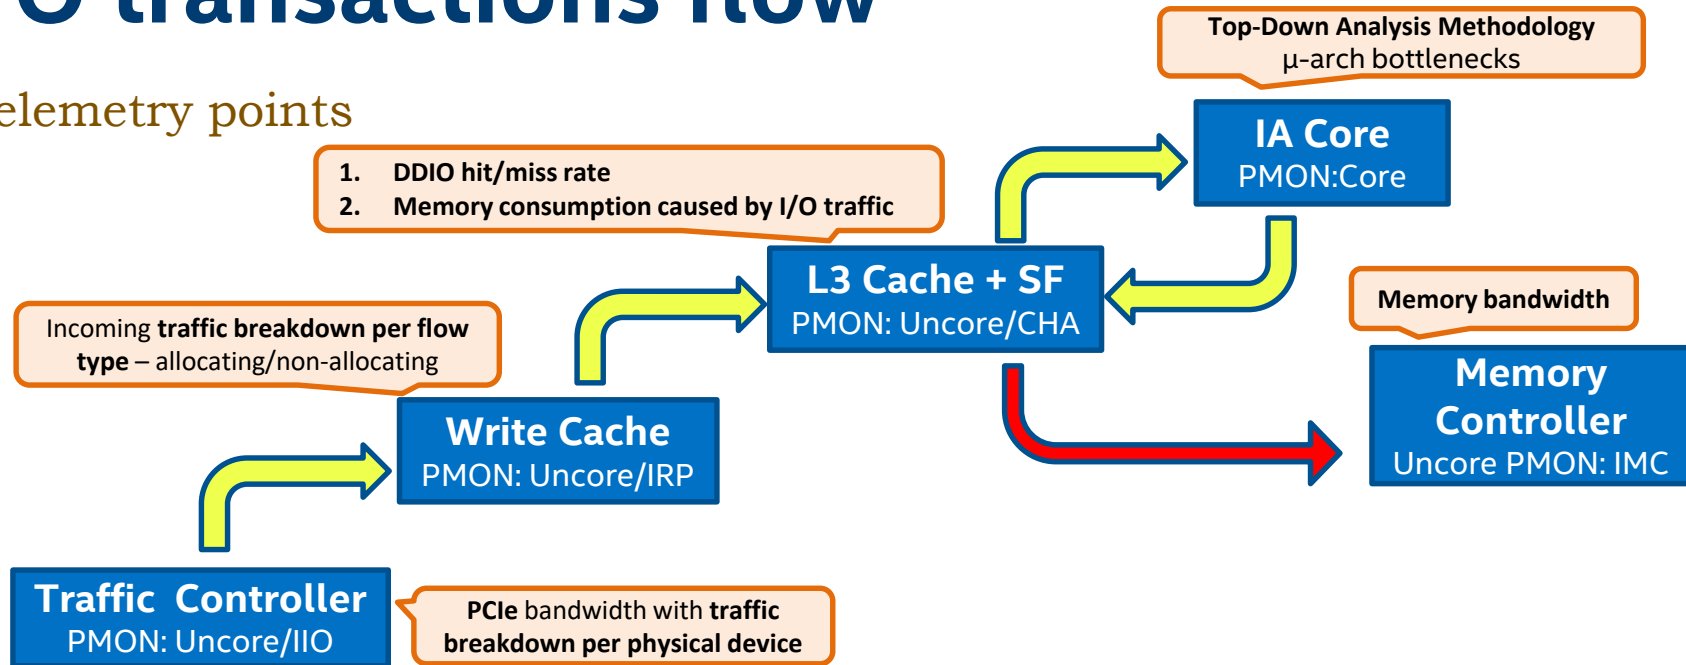 O transactions flow
elemetry points
Top-Down Analysis Methodology
μ-arch bottlenecks
IA Core
PMON:Core
1. DDIO hit/miss rate
2. Memory consumption caused by I/O traffic
L3 Cache + SF
PMON: Uncore/CHA
Memory bandwidth
Incoming traffic breakdown per flow
type – allocating/non-allocating
Memory
Controller
Uncore PMON: IMC
Write Cache
PMON: Uncore/IRP
Traffic Controller
PMON: Uncore/IIO
PCIe bandwidth with traffic
breakdown per physical device